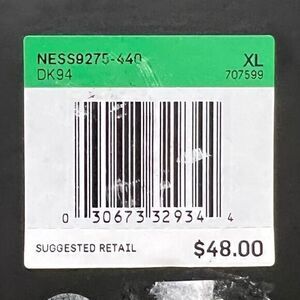 NESS9275-440 XL
DK94 707599
0 30673 32934 4
SUGGESTED RETAIL $48.00